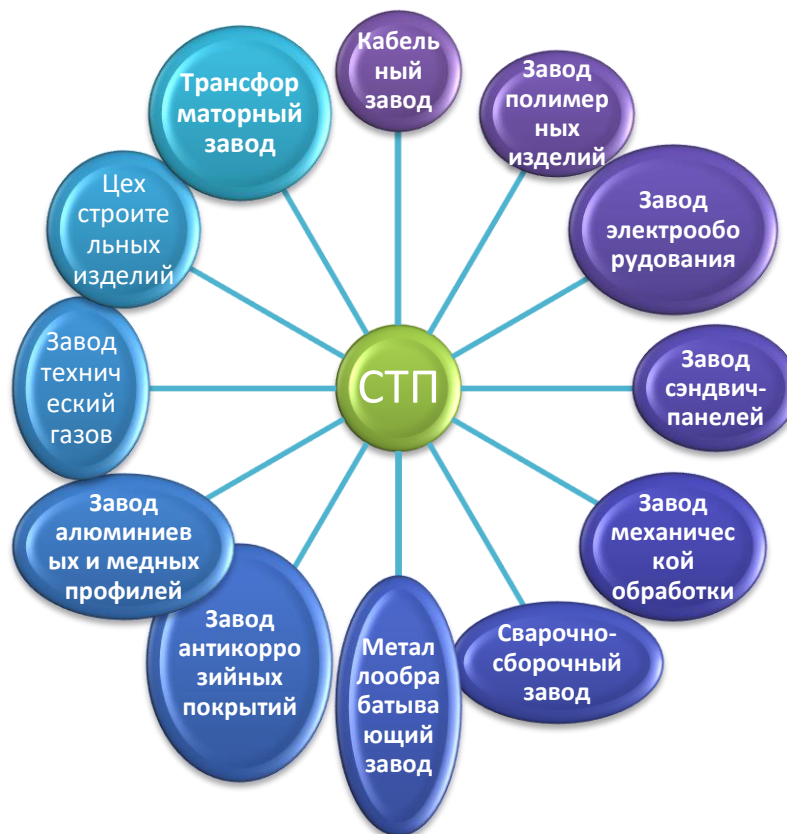 Кабель
ный
завод
Завод
полимер
ных
изделий
Завод
электрообо
рудования
Завод
сэндвич-
панелей
Завод
механичес
кой
обработки
Сварочно-
сборочный
завод
Метал
лообра
батыва
ющий
завод
Завод
антикорро
зийных
покрытий
Завод
алюминиев
ых и медных
профилей
Завод
технич
еский
газов
Цех
строите
льных
изделий
Трансфор
маторный
завод
СТП